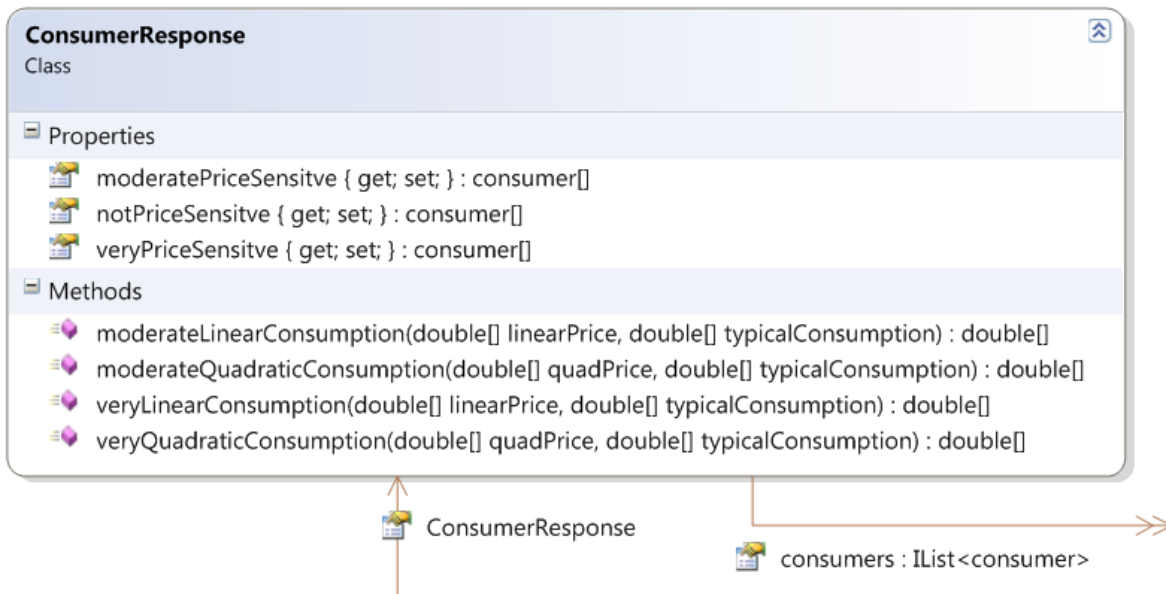 ConsumerResponse
Class
Properties
moderatePriceSensitve { get; set; } : consumer[]
notPriceSensitve { get; set; } : consumer[]
veryPriceSensitve { get; set; } : consumer[]
Methods
moderateLinearConsumption(double[] linearPrice, double[] typicalConsumption) : double[]
moderateQuadraticConsumption(double[] quadPrice, double[] typicalConsumption) : double[]
veryLinearConsumption(double[] linearPrice, double[] typicalConsumption) : double[]
veryQuadraticConsumption(double[] quadPrice, double[] typicalConsumption) : double[]
ConsumerResponse
consumers : IList<consumer>